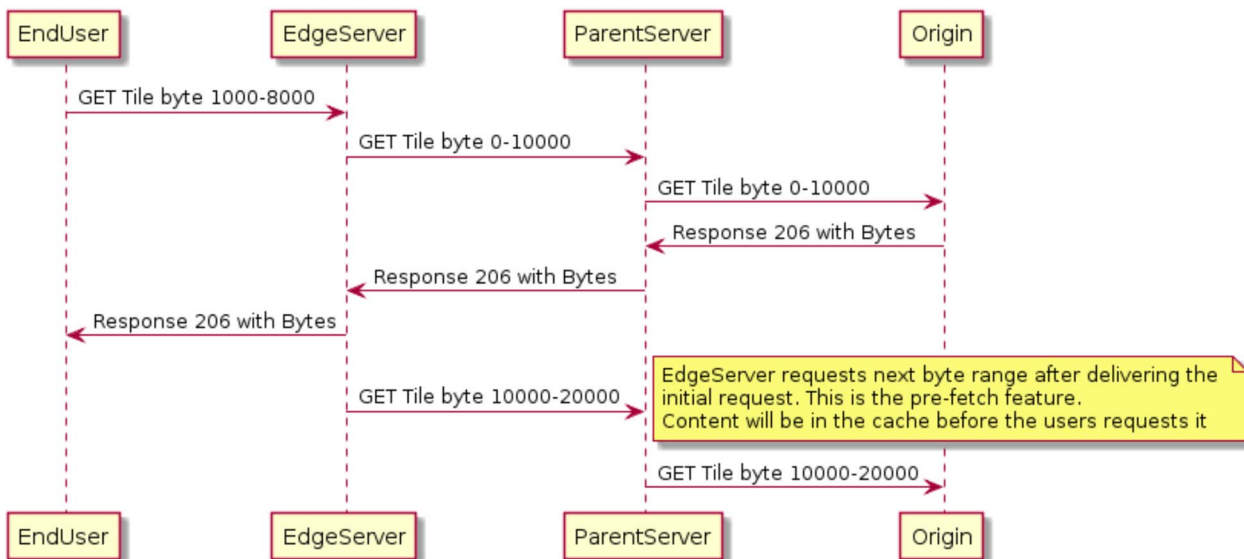 EndUser
EdgeServer
ParentServer
Origin
GET Tile byte 1000-8000
GET Tile byte 0-10000
GET Tile byte 0-10000
Response 206 with Bytes
Response 206 with Bytes
Response 206 with Bytes
GET Tile byte 10000-20000
EdgeServer requests next byte range after delivering the
initial request. This is the pre-fetch feature.
Content will be in the cache before the users requests it
GET Tile byte 10000-20000
EndUser
EdgeServer
ParentServer
Origin